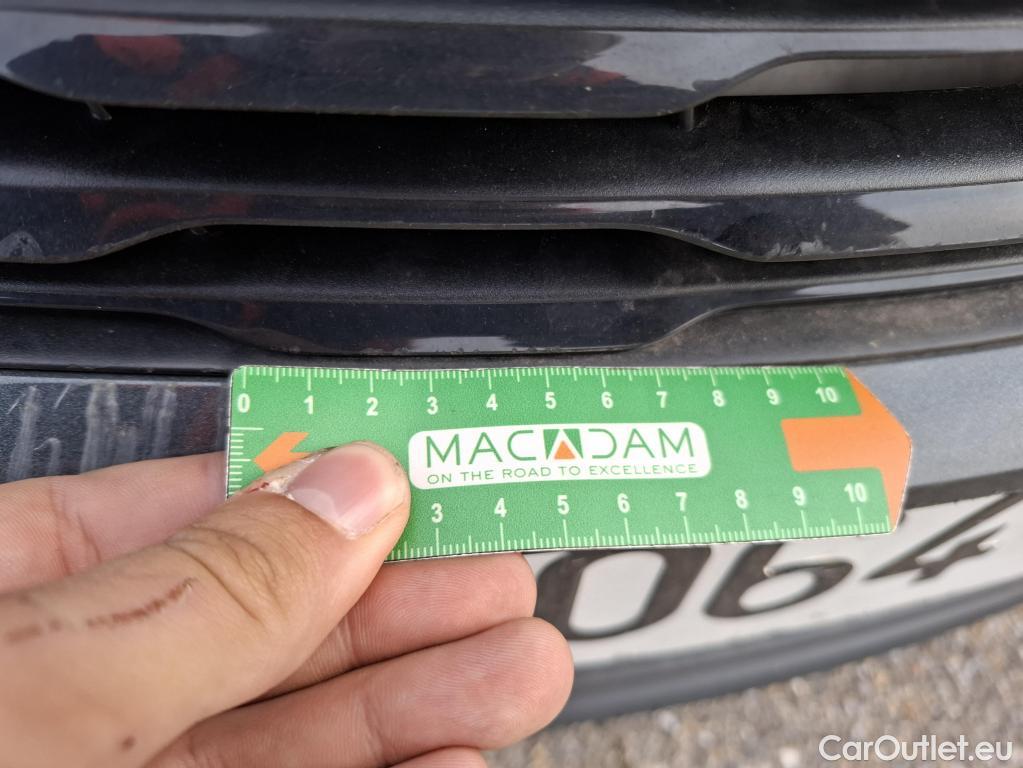 0 1 2 3 4 5 6 7 8 9 10
MACADAM
ON THE ROAD TO EXCELLENCE
3 4 5 6 7 8 9 10
064
CarOutlet.eu